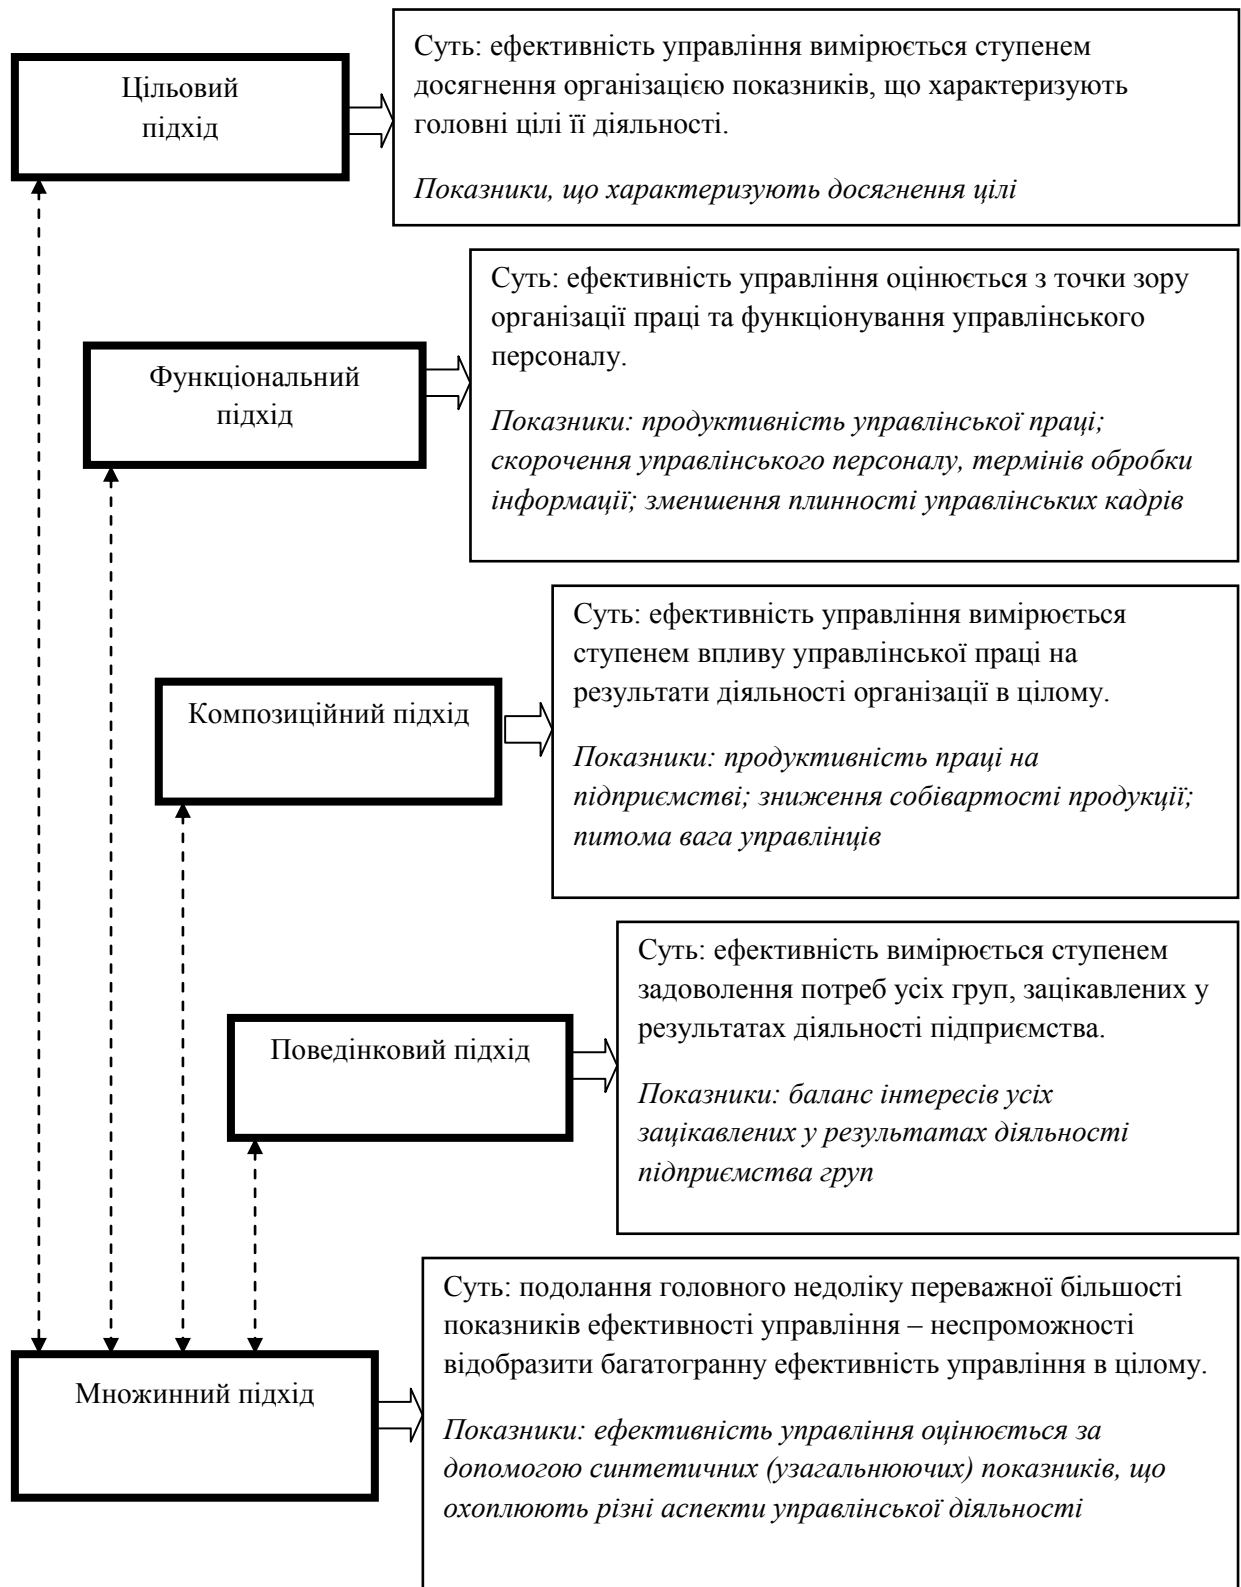 Цільовий
підхід
Суть: ефективність управління вимірюється ступенем
досягнення організацією показників, що характеризують
головні цілі її діяльності.
Показники, що характеризують досягнення цілі
Функціональний
підхід
Суть: ефективність управління оцінюється з точки зору
організації праці та функціонування управлінського
персоналу.
Показники: продуктивність управлінської праці;
скорочення управлінського персоналу, термінів обробки
інформації; зменшення плинності управлінських кадрів
Композиційний підхід
Суть: ефективність управління вимірюється
ступенем впливу управлінської праці на
результати діяльності організації в цілому.
Показники: продуктивність праці на
підприємстві; зниження собівартості продукції;
питома вага управлінців
Поведінковий підхід
Суть: ефективність вимірюється ступенем
задоволення потреб усіх груп, зацікавлених у
результатах діяльності підприємства.
Показники: баланс інтересів усіх
зацікавлених у результатах діяльності
підприємства груп
Множинний підхід
Суть: подолання головного недоліку переважної більшості
показників ефективності управління – неспроможності
відобразити багатогранну ефективність управління в цілому.
Показники: ефективність управління оцінюється за
допомогою синтетичних (узагальнюючих) показників, що
охоплюють різні аспекти управлінської діяльності